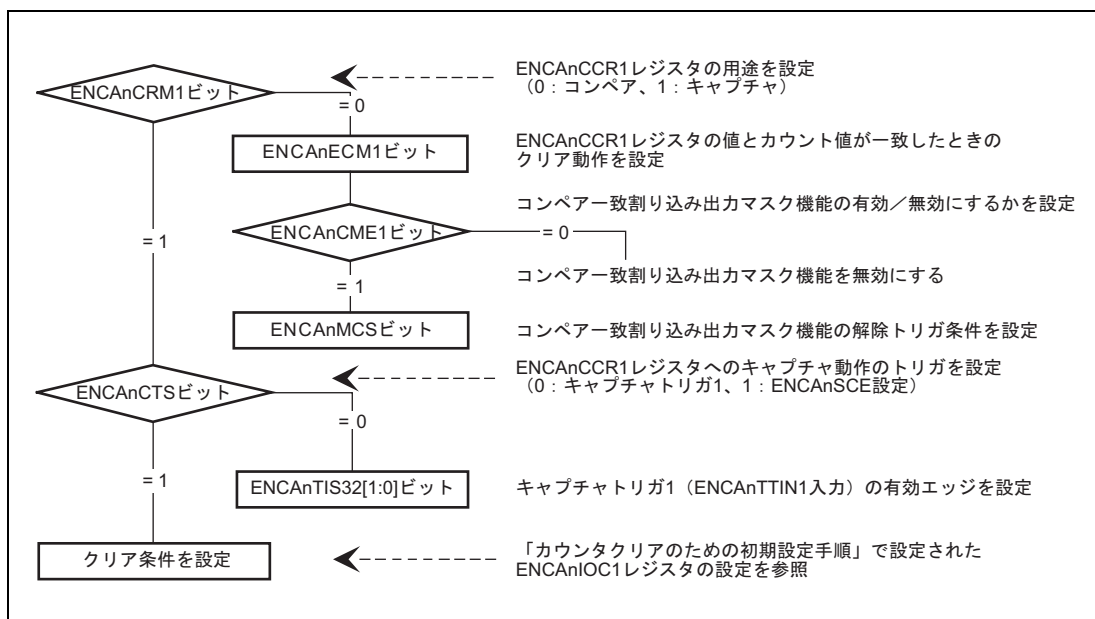 ENCAnCRM1ビット
= 0
ENCAnCCR1レジスタの用途を設定
（0：コンペア、1：キャプチャ）
ENCAnECM1ビット
ENCAnCCR1レジスタの値とカウント値が一致したときの
クリア動作を設定
コンペア一致割り込み出力マスク機能の有効／無効にするかを設定
= 1
ENCAnCME1ビット
= 0
コンペア一致割り込み出力マスク機能を無効にする
= 1
ENCAnMCSビット
コンペア一致割り込み出力マスク機能の解除トリガ条件を設定
ENCAnCTSビット
ENCAnCCR1レジスタへのキャプチャ動作のトリガを設定
（0：キャプチャトリガ1、1：ENCAnSCE設定）
= 0
= 1
ENCAnTIS32[1:0]ビット
キャプチャトリガ1（ENCAnTTIN1入力）の有効エッジを設定
クリア条件を設定
「カウンタクリアのための初期設定手順」で設定された
ENCAnIOC1レジスタの設定を参照